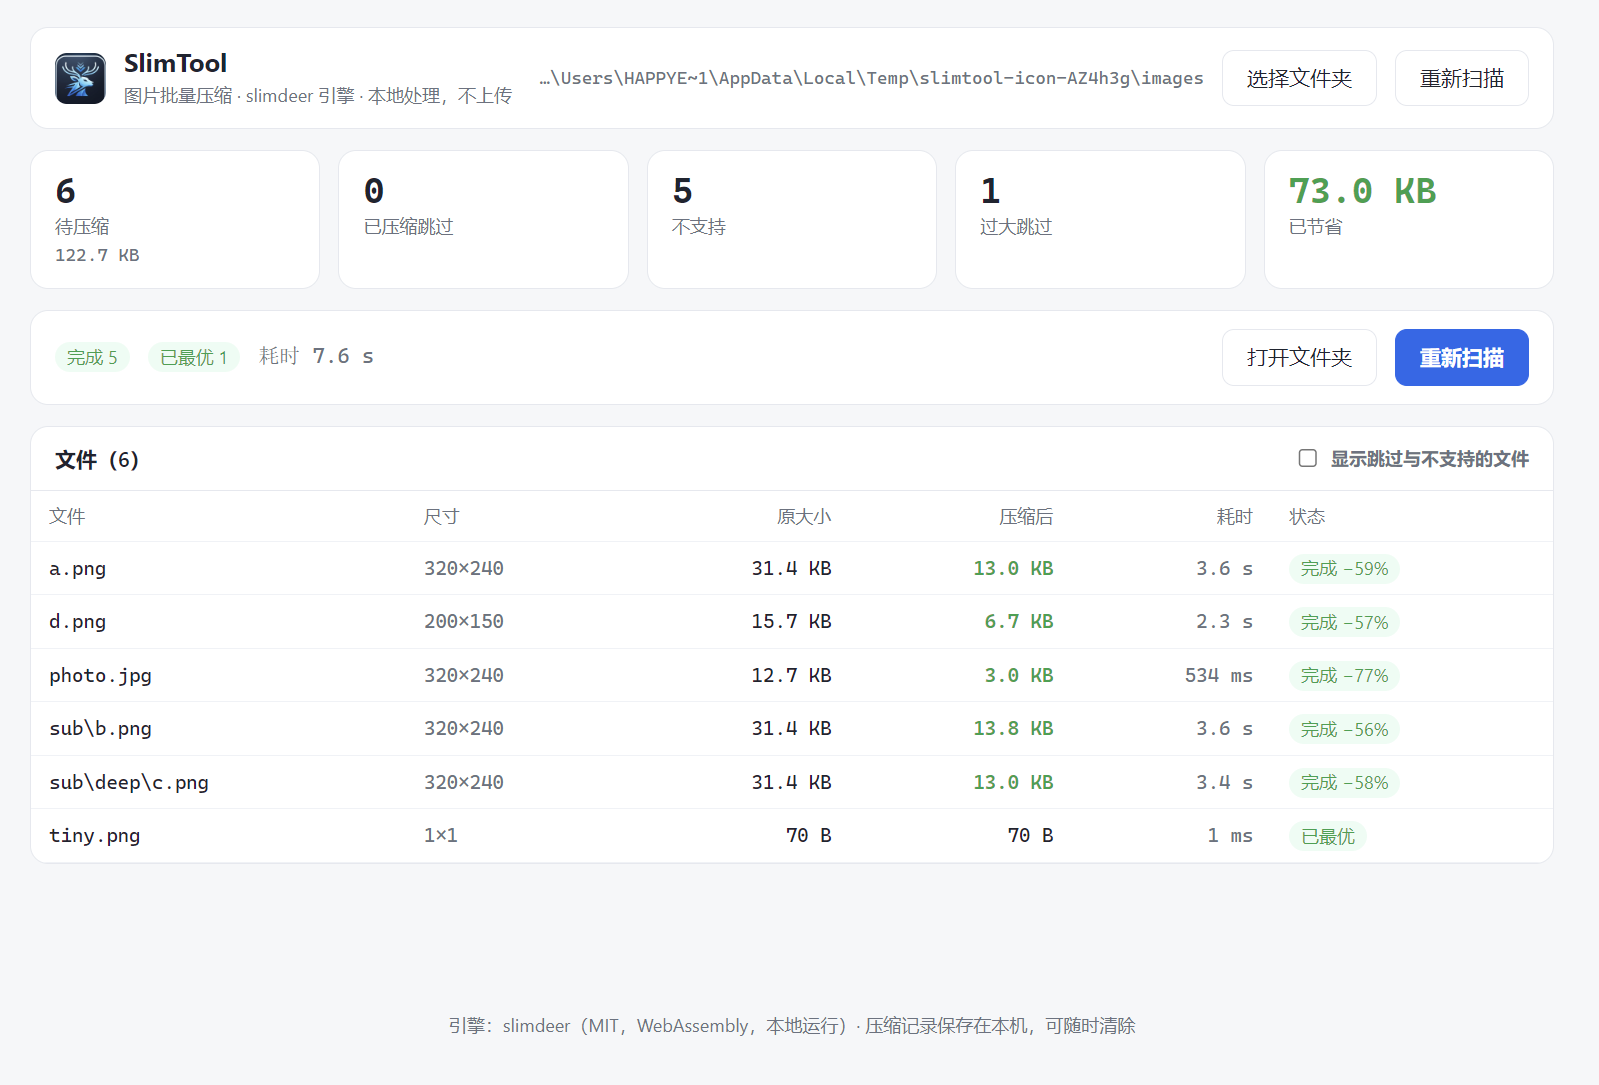 SlimTool
图片批量压缩 · slimdeer 引擎 · 本地处理，不上传
…\Users\HAPPYE~1\AppData\Local\Temp\slimtool-icon-AZ4h3g\images
选择文件夹
重新扫描
6
待压缩
122.7 KB
0
已压缩跳过
5
不支持
1
过大跳过
73.0 KB
已节省
完成 5
已最优 1
耗时 7.6 s
打开文件夹
重新扫描
文件（6）
显示跳过与不支持的文件
文件 尺寸 原大小 压缩后 耗时 状态
a.png 320×240 31.4 KB 13.0 KB 3.6 s 完成 −59%
d.png 200×150 15.7 KB 6.7 KB 2.3 s 完成 −57%
photo.jpg 320×240 12.7 KB 3.0 KB 534 ms 完成 −77%
sub\b.png 320×240 31.4 KB 13.8 KB 3.6 s 完成 −56%
sub\deep\c.png 320×240 31.4 KB 13.0 KB 3.4 s 完成 −58%
tiny.png 1×1 70 B 70 B 1 ms 已最优
引擎：slimdeer（MIT，WebAssembly，本地运行）· 压缩记录保存在本机，可随时清除